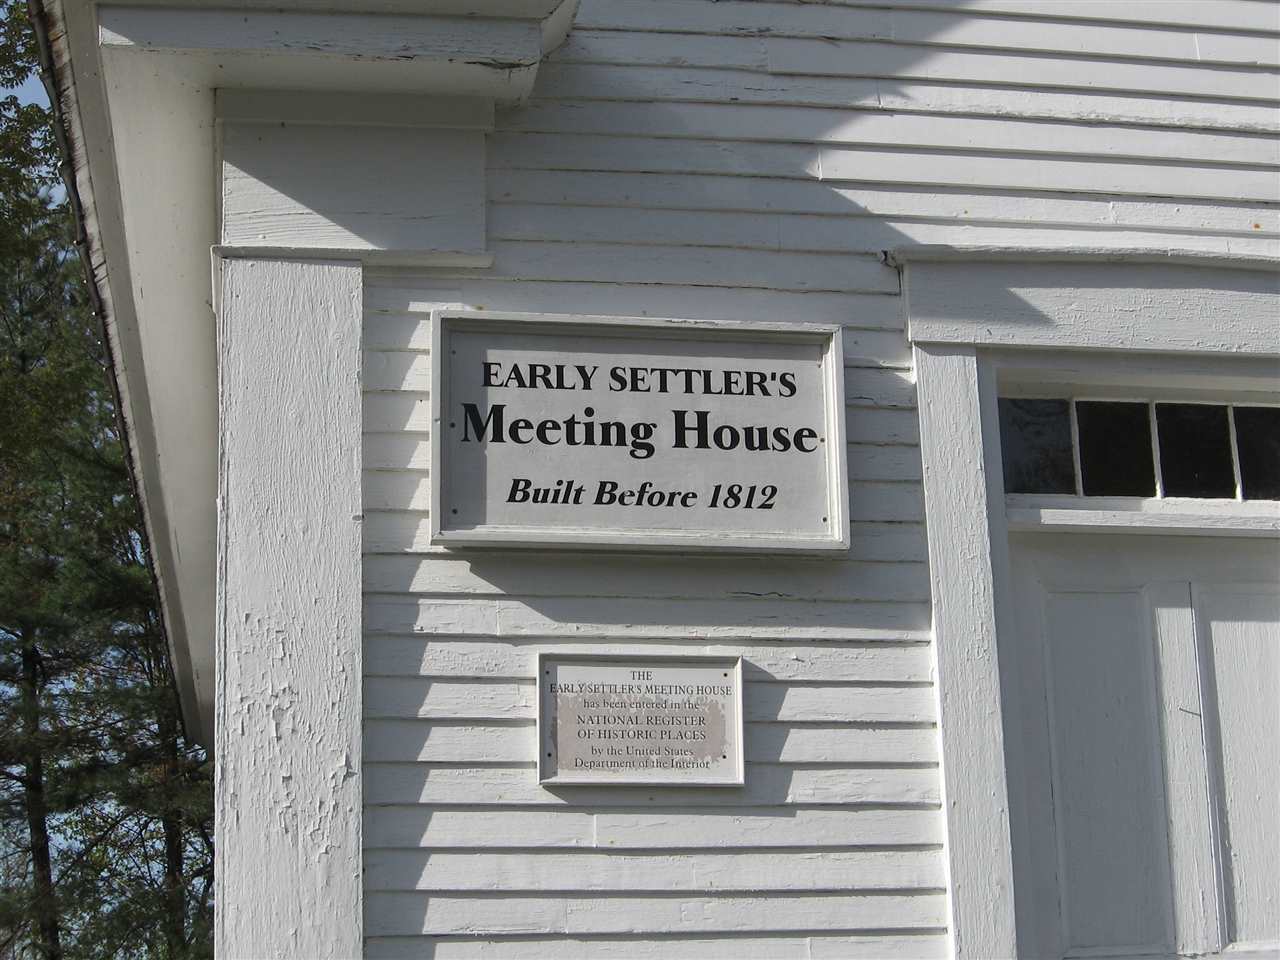 EARLY SETTLER'S
Meeting House
Built Before 1812
THE
EARLY SETTLER'S MEETING HOUSE
has been entered in the
NATIONAL REGISTER
OF HISTORIC PLACES
by the United States
Department of the Interior